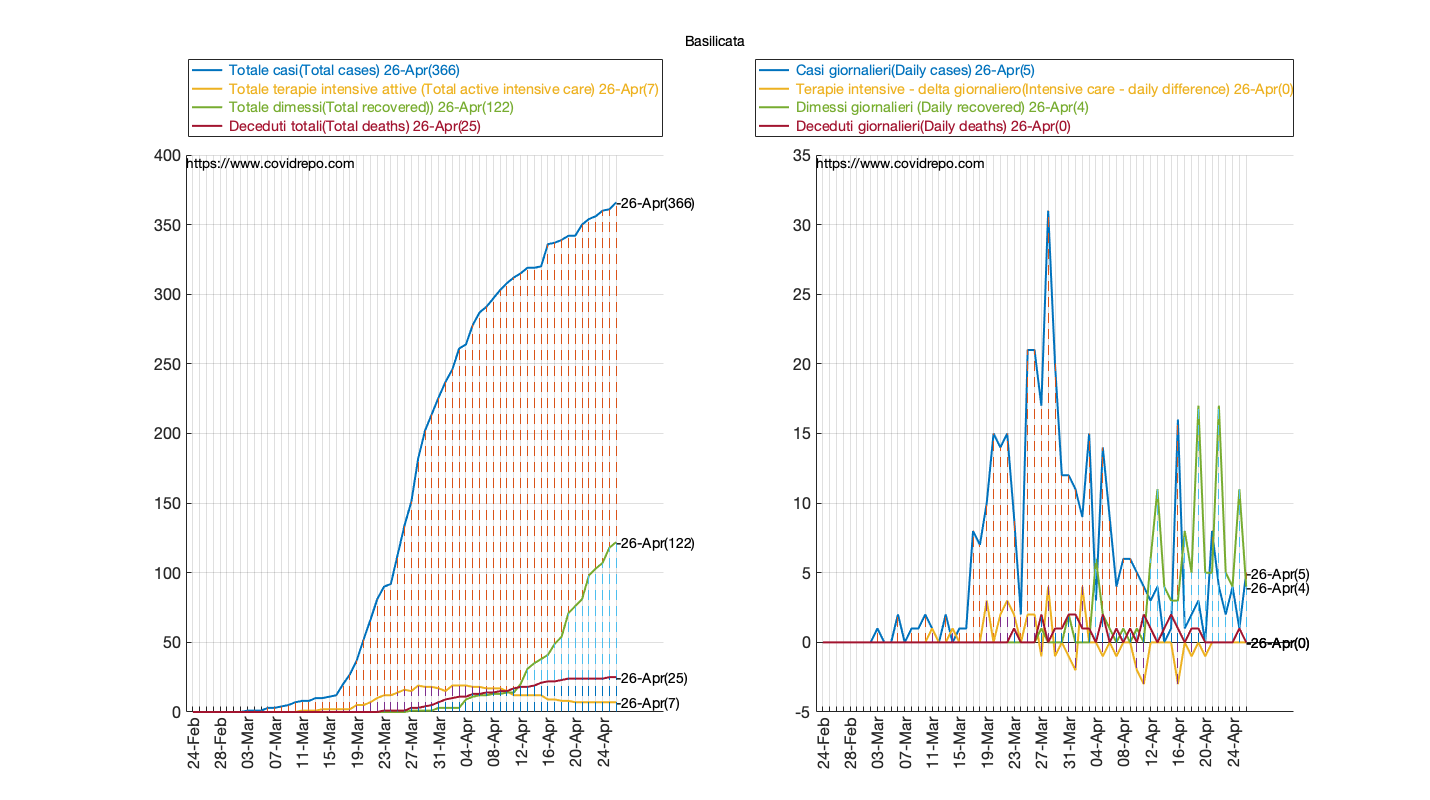 Basilicata
Totale casi(Total cases) 26-Apr(366)
Totale terapie intensive attive (Total active intensive care) 26-Apr(7)
Totale dimessi(Total recovered)) 26-Apr(122)
Deceduti totali(Total deaths) 26-Apr(25)
400
https://www.covidrepo.com
350
300
250
200
150
100
50
0
26-Apr(366)
26-Apr(122)
26-Apr(25)
26-Apr(7)
24-Feb
28-Feb
03-Mar
07-Mar
11-Mar
15-Mar
19-Mar
23-Mar
27-Mar
31-Mar
04-Apr
08-Apr
12-Apr
16-Apr
20-Apr
24-Apr
Casi giornalieri(Daily cases) 26-Apr(5)
Terapie intensive - delta giornaliero(Intensive care - daily difference) 26-Apr(0)
Dimessi giornalieri (Daily recovered) 26-Apr(4)
Deceduti giornalieri(Daily deaths) 26-Apr(0)
35
https://www.covidrepo.com
30
25
20
15
10
5
0
-5
26-Apr(5)
26-Apr(4)
26-Apr(0)
24-Feb
28-Feb
03-Mar
07-Mar
11-Mar
15-Mar
19-Mar
23-Mar
27-Mar
31-Mar
04-Apr
08-Apr
12-Apr
16-Apr
20-Apr
24-Apr